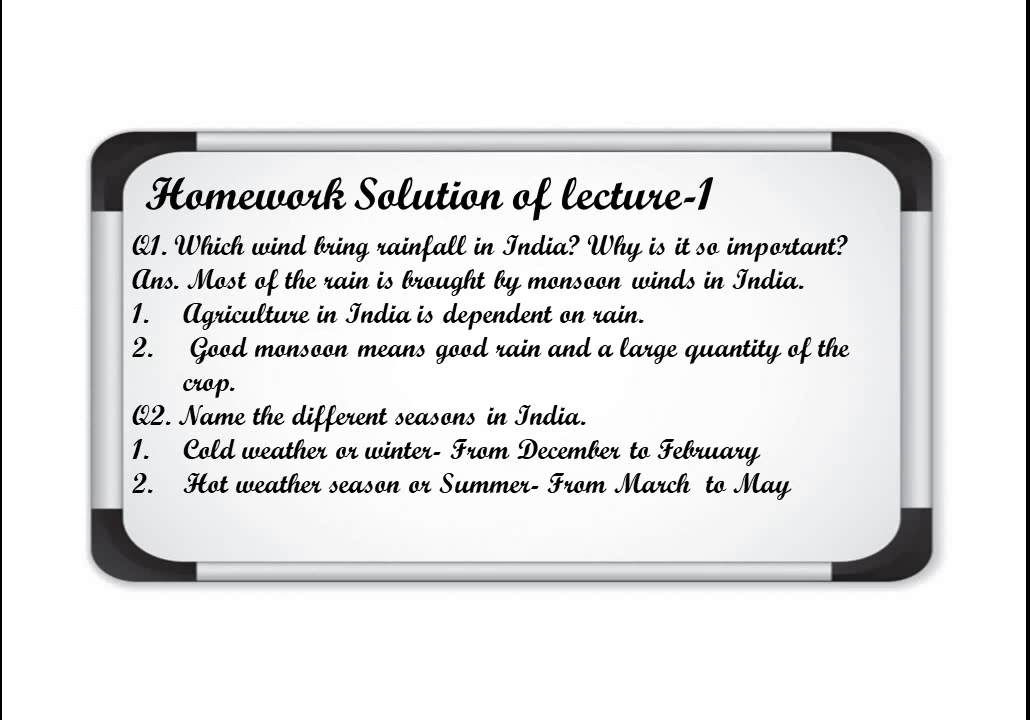 Homework Solution of lecture-1
Q1. Which wind bring rainfall in India? Why is it so important?
Ans. Most of the rain is brought by monsoon winds in India.
1. Agriculture in India is dependent on rain.
2. Good monsoon means good rain and a large quantity of the
crop.
Q2. Name the different seasons in India.
1. Cold weather or winter- From December to February
2. Hot weather season or Summer- From March to May